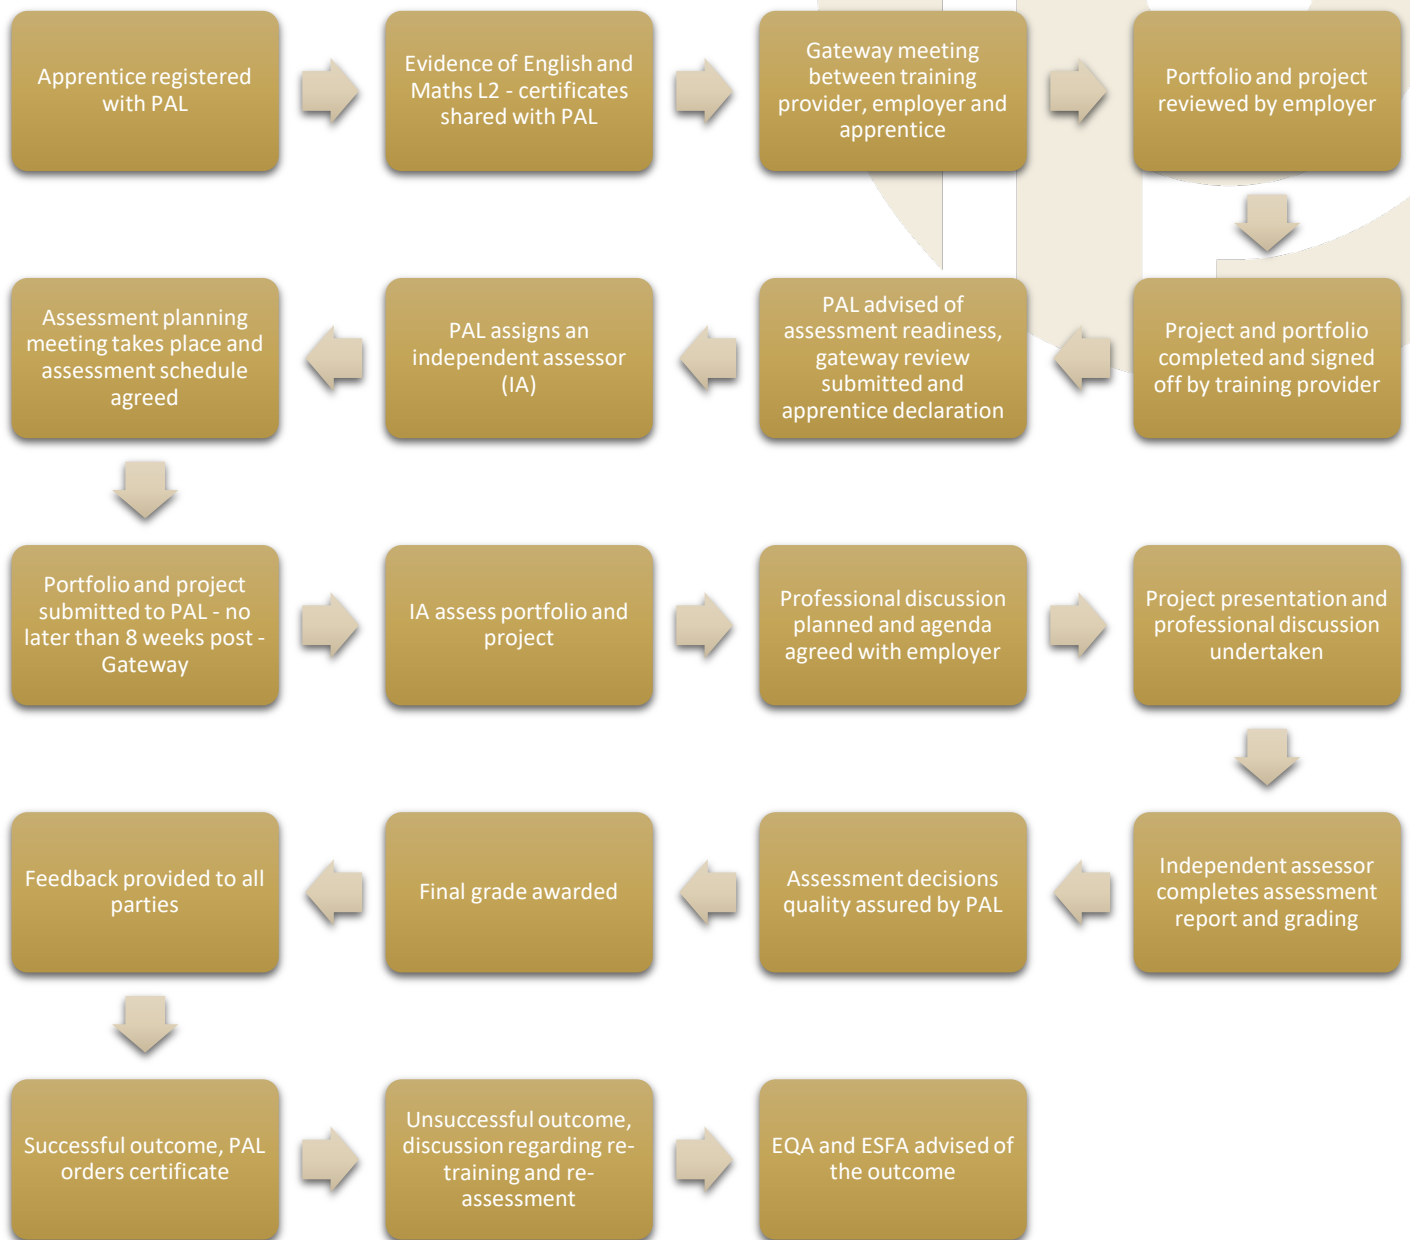 Apprentice registered
with PAL
Evidence of English and
Maths L2 - certificates
shared with PAL
Gateway meeting
between training
provider, employer and
apprentice
Portfolio and project
reviewed by employer
Project and portfolio
completed and signed
off by training provider
PAL advised of
assessment readiness,
gateway review
submitted and
apprentice declaration
PAL assigns an
independent assessor
(IA)
Assessment planning
meeting takes place and
assessment schedule
agreed
Portfolio and project
submitted to PAL - no
later than 8 weeks post -
Gateway
IA assess portfolio and
project
Professional discussion
planned and agenda
agreed with employer
Project presentation and
professional discussion
undertaken
Independent assessor
completes assessment
report and grading
Assessment decisions
quality assured by PAL
Final grade awarded
Feedback provided to all
parties
Successful outcome, PAL
orders certificate
Unsuccessful outcome,
discussion regarding re-
training and re-
assessment
EQA and ESFA advised of
the outcome